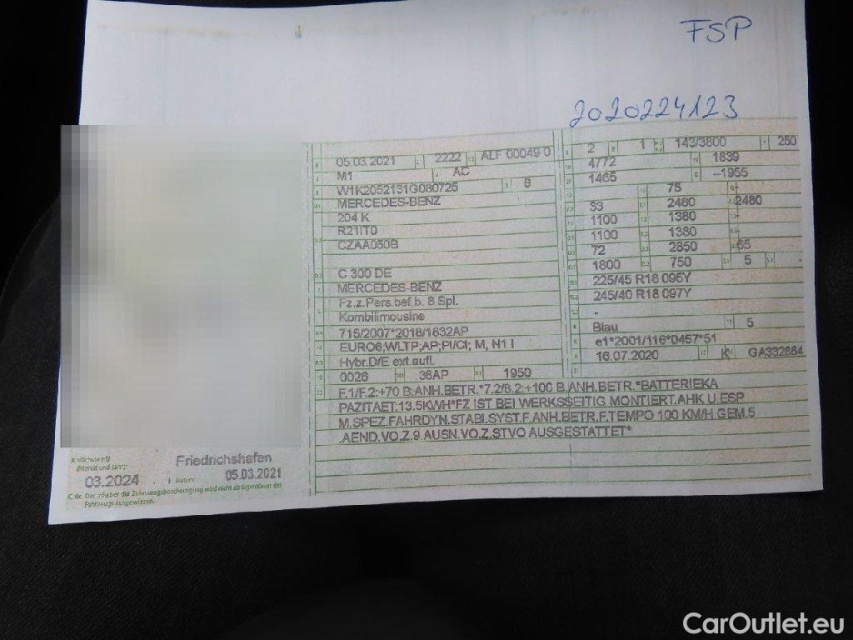 FSP
2020224123
05.03.2021 2222 ALF 00049 0
M1 AC
W1K2052131G080725 8
MERCEDES-BENZ
204 K
R21IT0
CZAA050B
C 300 DE
MERCEDES-BENZ
Fz.z.Pers.bef.b. 8 Spl.
Kombilimousine
715/2007*2018/1832AP
EURO6;WLTP;AP;PI/CI; M, N1 I
Hybr.D/E ext.aufl.
0026 36AP 1950
2 1 143/3800 250
4772 1839
1465 -1955
75
33 2480 2480
1100 1380
1100 1380
72 2850 65
1800 750 5
225/45 R18 095Y
245/40 R18 097Y
-
Blau 5
e1*2001/116*0457*51
16.07.2020 K GA332884
F.1/F.2:+70 B.ANH.BETR.*7.2/8.2:+100 B.ANH.BETR.*BATTERIEKA
PAZITAET:13.5KWH*FZ IST BEI WERKSSEITIG MONTIERT.AHK U.ESP
M.SPEZ.FAHRDYN.STABI.SYST.F.ANH.BETR.F.TEMPO 100 KM/H GEM.5
.AEND.VO.Z.9 AUSN.VO.Z.STVO AUSGESTATTET*
03.2024
Friedrichshafen
05.03.2021
CarOutlet.eu